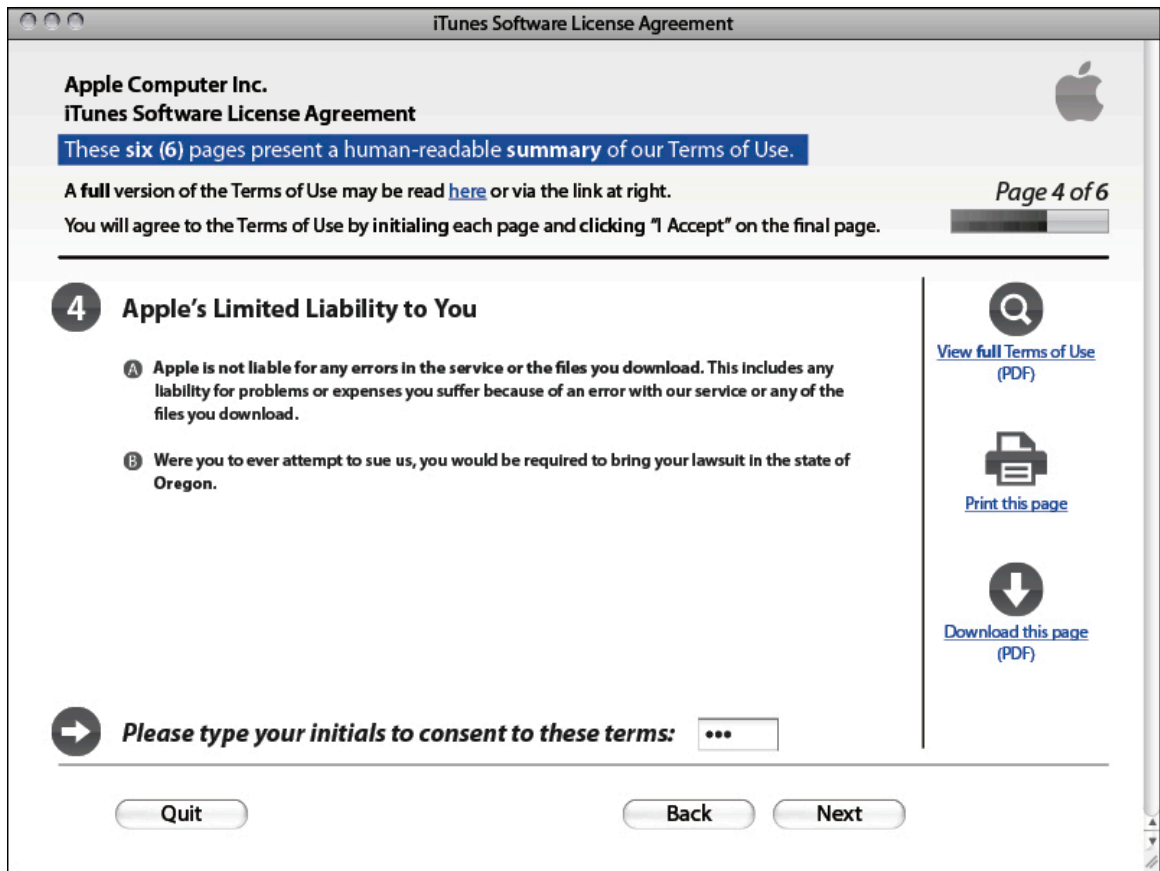 iTunes Software License Agreement
Apple Computer Inc.
iTunes Software License Agreement
These six (6) pages present a human-readable summary of our Terms of Use.
A full version of the Terms of Use may be read here or via the link at right.
You will agree to the Terms of Use by initialing each page and clicking "I Accept" on the final page.
Page 4 of 6
4 Apple's Limited Liability to You
A Apple is not liable for any errors in the service or the files you download. This includes any
liability for problems or expenses you suffer because of an error with our service or any of the
files you download.
B Were you to ever attempt to sue us, you would be required to bring your lawsuit in the state of
Oregon.
View full Terms of Use
(PDF)
Print this page
Download this page
(PDF)
Please type your initials to consent to these terms: •••
Quit
Back
Next